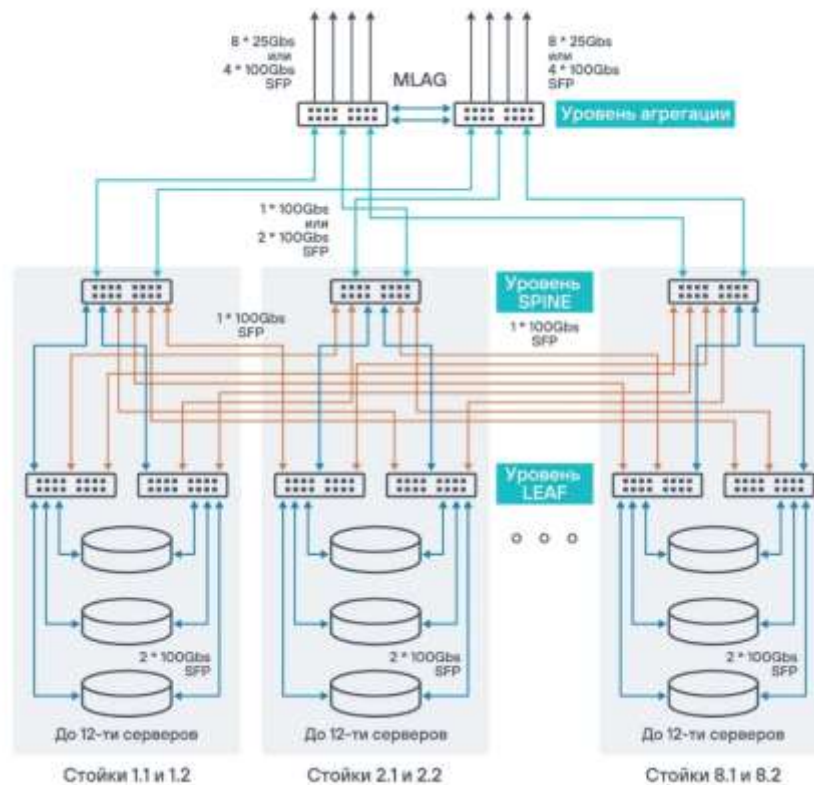 8 * 25Gbs
или
4 * 100Gbs
SFP
MLAG
8 * 25Gbs
или
4 * 100Gbs
SFP
Уровень агрегации
1 * 100Gbs
или
2 * 100Gbs
SFP
Уровень
SPINE
1 * 100Gbs
SFP
1 * 100Gbs
SFP
Уровень
LEAF
2 * 100Gbs
SFP
2 * 100Gbs
SFP
2 * 100Gbs
SFP
До 12-ти серверов
До 12-ти серверов
До 12-ти серверов
Стойки 1.1 и 1.2
Стойки 2.1 и 2.2
Стойки 8.1 и 8.2